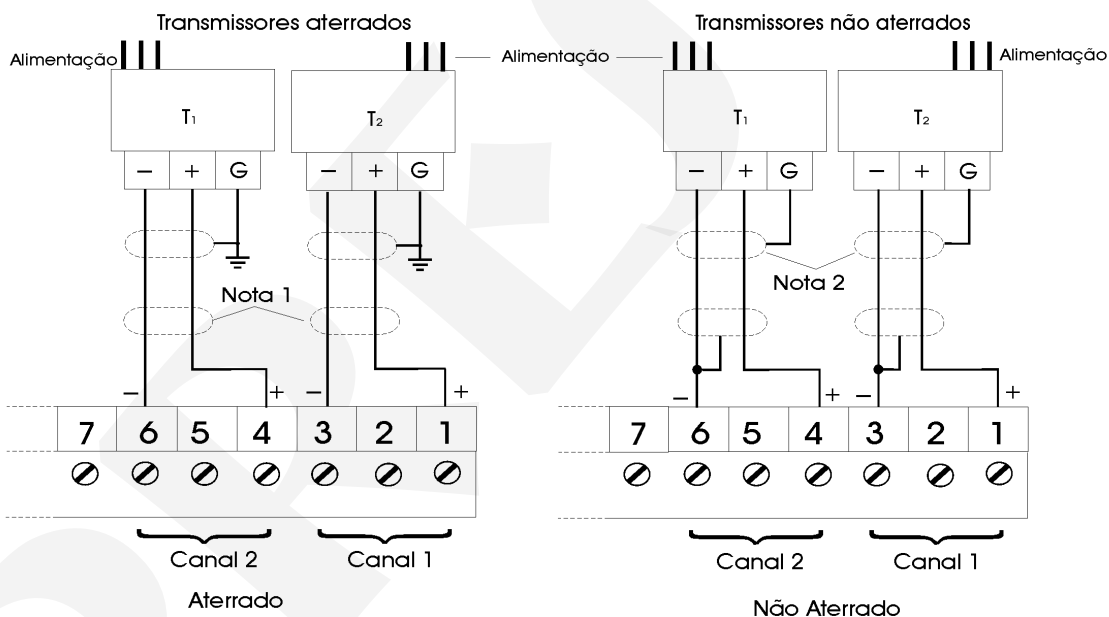 Transmissores aterrados
Transmissores não aterrados
Alimentação
Alimentação
Alimentação
T1
T2
T1
T2
− + G
− + G
− + G
− + G
Nota 1
Nota 2
− +
− +
− +
− +
7 6 5 4 3 2 1
7 6 5 4 3 2 1
Canal 2
Canal 1
Canal 2
Canal 1
Aterrado
Não Aterrado